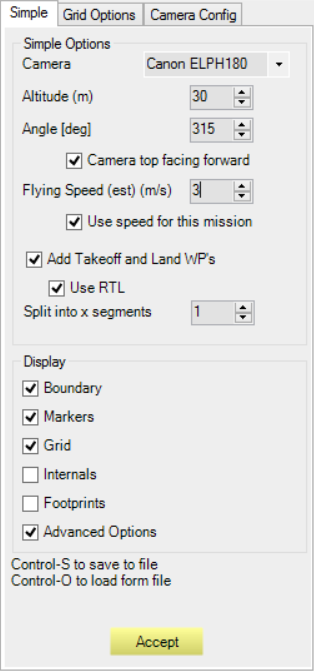 Simple Grid Options Camera Config
Simple Options
Camera Canon ELPH180
Altitude (m) 30
Angle [deg] 315
Camera top facing forward
Flying Speed (est) (m/s) 3
Use speed for this mission
Add Takeoff and Land WP's
Use RTL
Split into x segments 1
Display
Boundary
Markers
Grid
Internals
Footprints
Advanced Options
Control-S to save to file
Control-O to load form file
Accept